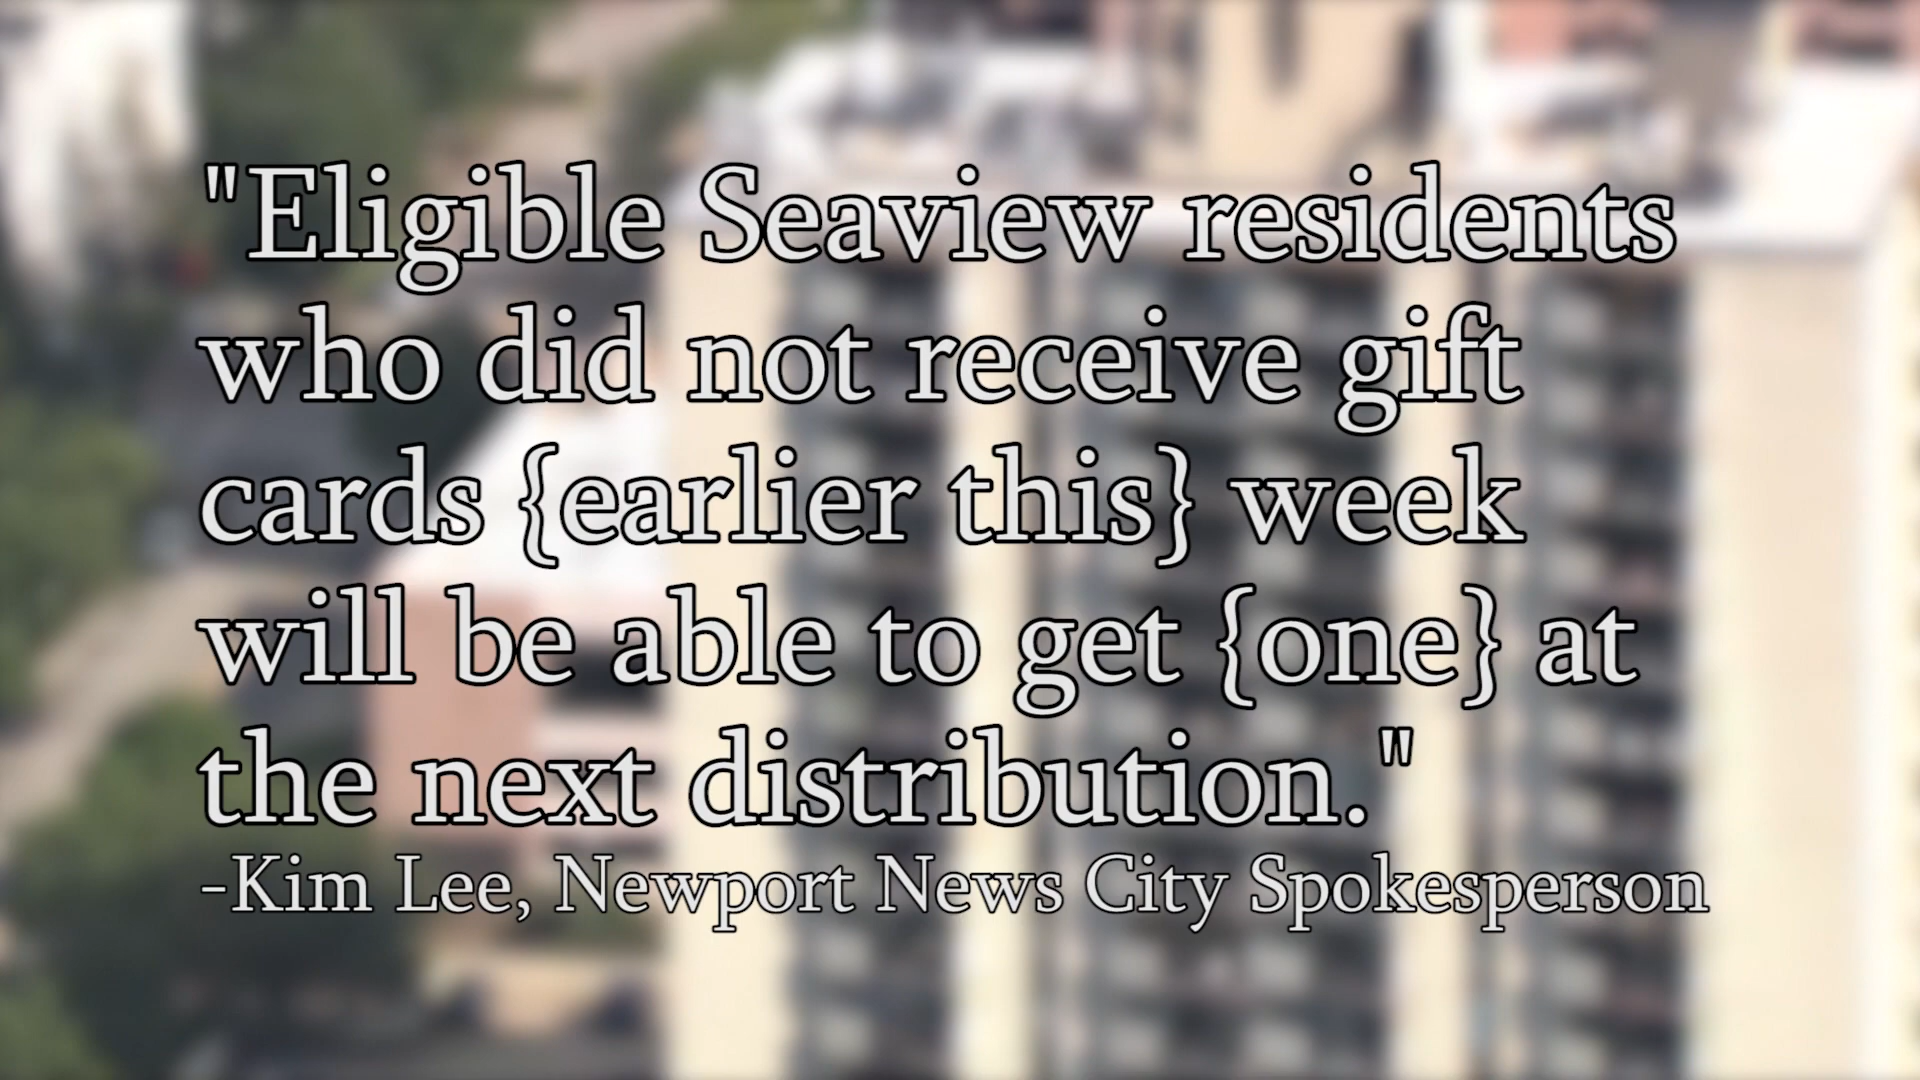 "Eligible Seaview residents
who did not receive gift
cards {earlier this} week
will be able to get {one} at
the next distribution."
-Kim Lee, Newport News City Spokesperson